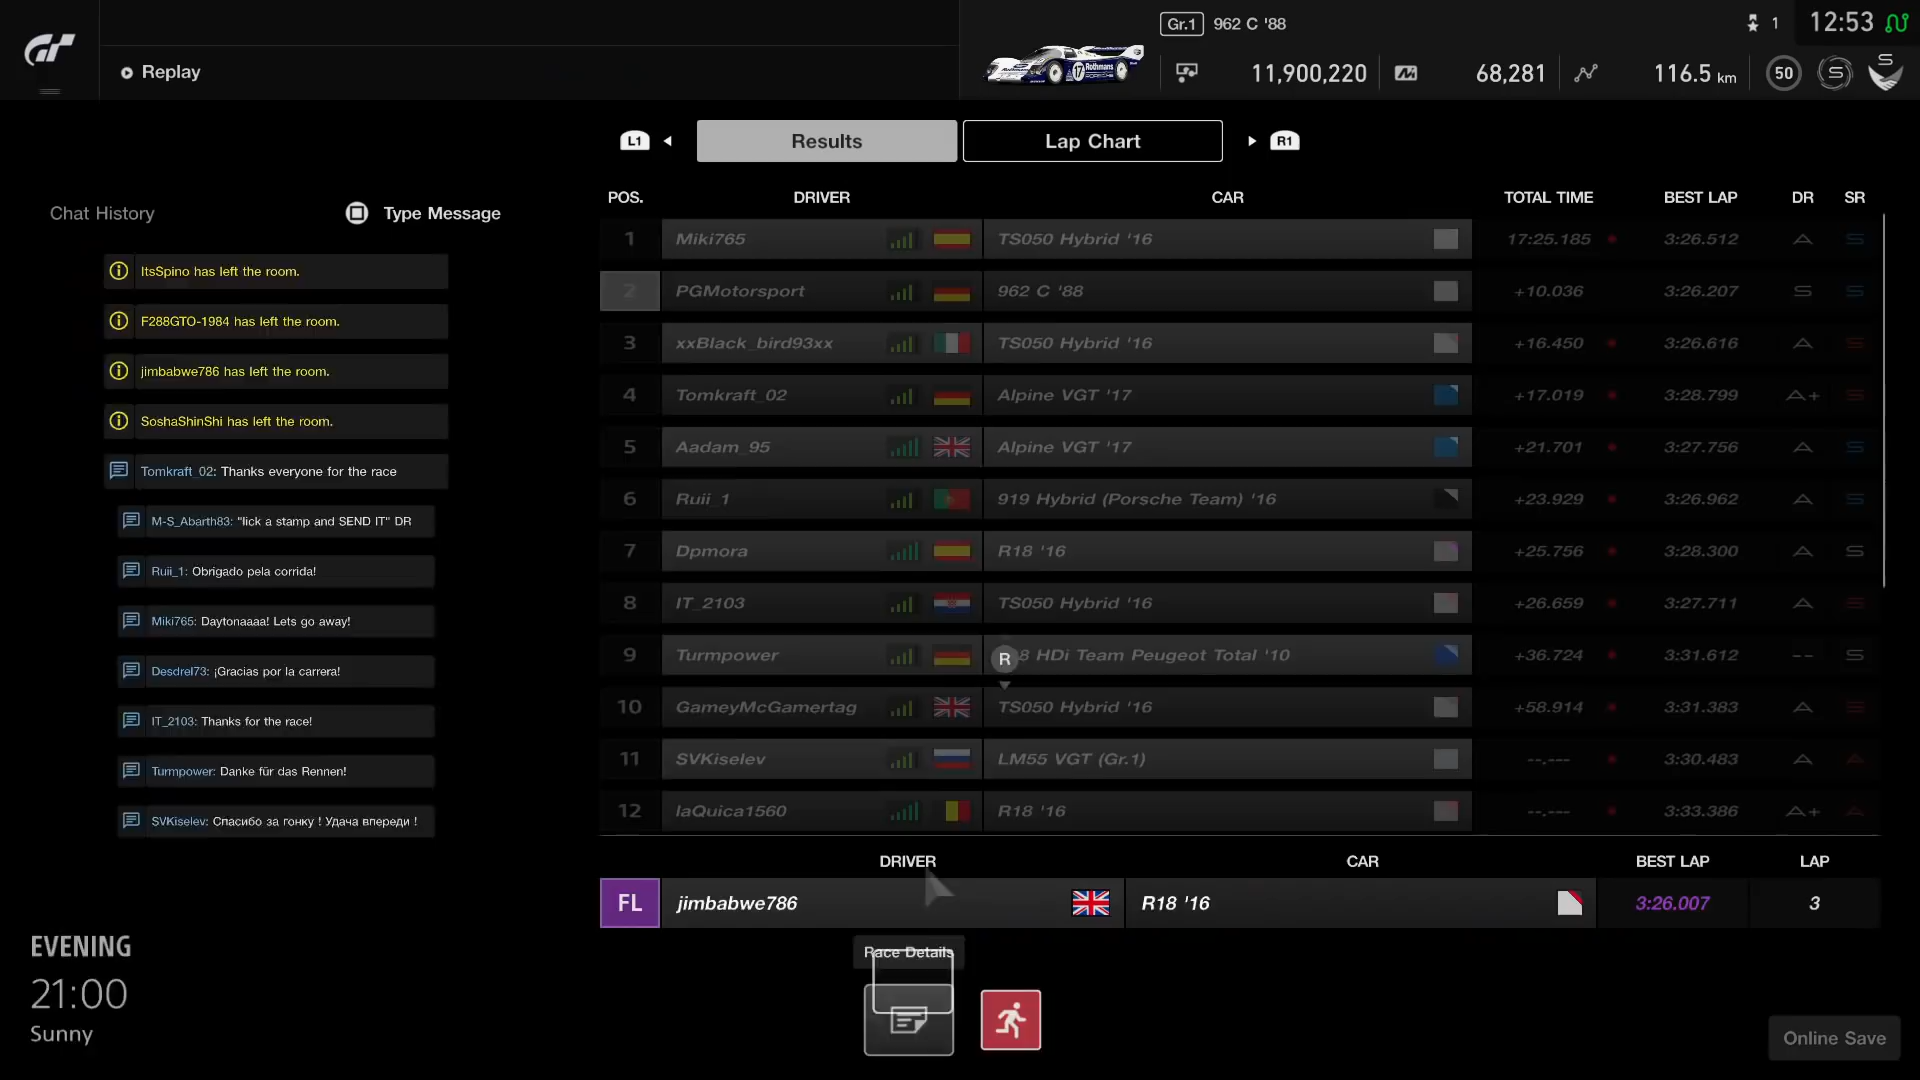 Gr.1 962 C '88
1
12:53
Replay
11,900,220
68,281
116.5 km
50
S
S
L1
Results
Lap Chart
R1
Chat History
Type Message
ItsSpino has left the room.
F288GTO-1984 has left the room.
jimbabwe786 has left the room.
SoshaShinShi has left the room.
Tomkraft_02: Thanks everyone for the race
M-S_Abarth83: "lick a stamp and SEND IT" DR
Ruii_1: Obrigado pela corrida!
Miki765: Daytonaaaa! Lets go away!
Desdrel73: ¡Gracias por la carrera!
IT_2103: Thanks for the race!
Turmpower: Danke für das Rennen!
SVKiselev: Спасибо за гонку ! Удача впереди !
POS. DRIVER CAR TOTAL TIME BEST LAP DR SR
1 Miki765 TS050 Hybrid '16 17:25.185 3:26.512 A S
2 PGMotorsport 962 C '88 +10.036 3:26.207 S S
3 xxBlack_bird93xx TS050 Hybrid '16 +16.450 3:26.616 A S
4 Tomkraft_02 Alpine VGT '17 +17.019 3:28.799 A+ S
5 Aadam_95 Alpine VGT '17 +21.701 3:27.756 A S
6 Ruii_1 919 Hybrid (Porsche Team) '16 +23.929 3:26.962 A S
7 Dpmora R18 '16 +25.756 3:28.300 A S
8 IT_2103 TS050 Hybrid '16 +26.659 3:27.711 A S
9 Turmpower R 8 HDi Team Peugeot Total '10 +36.724 3:31.612 -- S
10 GameyMcGamertag TS050 Hybrid '16 +58.914 3:31.383 A S
11 SVKiselev LM55 VGT (Gr.1) --.--- 3:30.483 A A
12 laQuica1560 R18 '16 --.--- 3:33.386 A+ A
DRIVER CAR BEST LAP LAP
FL jimbabwe786 R18 '16 3:26.007 3
Race Details
EVENING
21:00
Sunny
Online Save